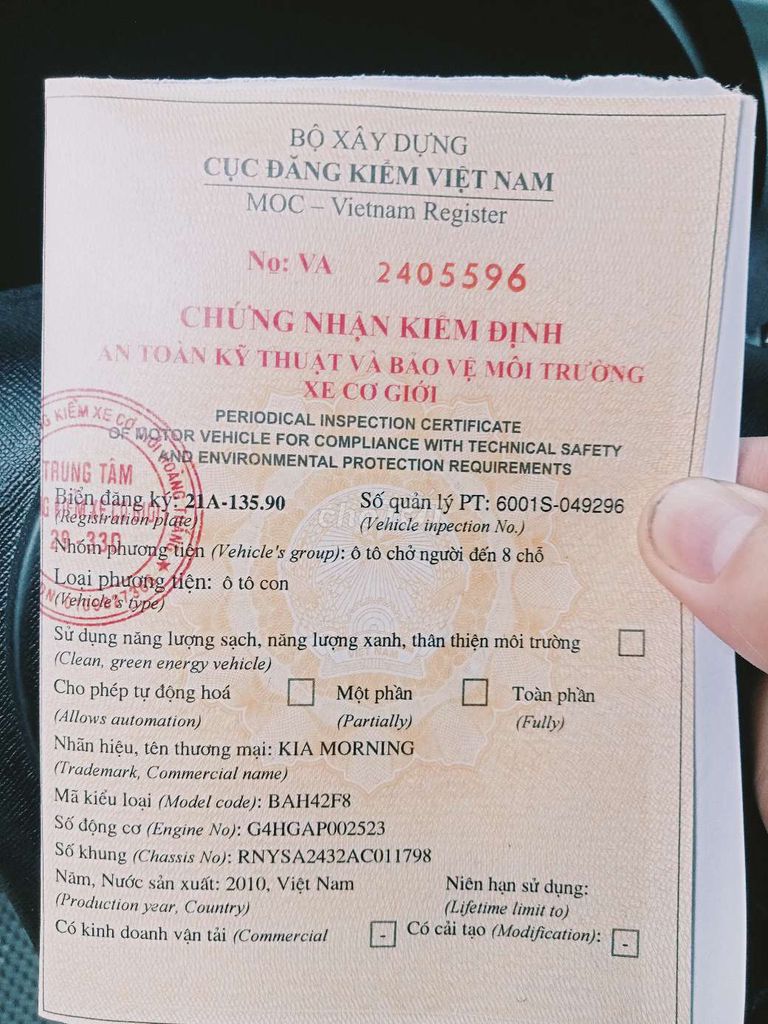 BỘ XÂY DỰNG
CỤC ĐĂNG KIỂM VIỆT NAM
MOC – Vietnam Register
No: VA 2405596
CHỨNG NHẬN KIỂM ĐỊNH
AN TOÀN KỸ THUẬT VÀ BẢO VỆ MÔI TRƯỜNG
XE CƠ GIỚI
PERIODICAL INSPECTION CERTIFICATE
OF MOTOR VEHICLE FOR COMPLIANCE WITH TECHNICAL SAFETY
AND ENVIRONMENTAL PROTECTION REQUIREMENTS
TRUNG TÂM
Biển đăng ký: 21A-135.90 Số quản lý PT: 6001S-049296
(Registration plate) (Vehicle inpection No.)
Nhóm phương tiện (Vehicle's group): ô tô chở người đến 8 chỗ
Loại phương tiện: ô tô con
(Vehicle's type)
Sử dụng năng lượng sạch, năng lượng xanh, thân thiện môi trường
(Clean, green energy vehicle)
Cho phép tự động hoá Một phần Toàn phần
(Allows automation) (Partially) (Fully)
Nhãn hiệu, tên thương mại: KIA MORNING
(Trademark, Commercial name)
Mã kiểu loại (Model code): BAH42F8
Số động cơ (Engine No): G4HGAP002523
Số khung (Chassis No): RNYSA2432AC011798
Năm, Nước sản xuất: 2010, Việt Nam Niên hạn sử dụng:
(Production year, Country) (Lifetime limit to)
Có kinh doanh vận tải (Commercial - Có cải tạo (Modification): -